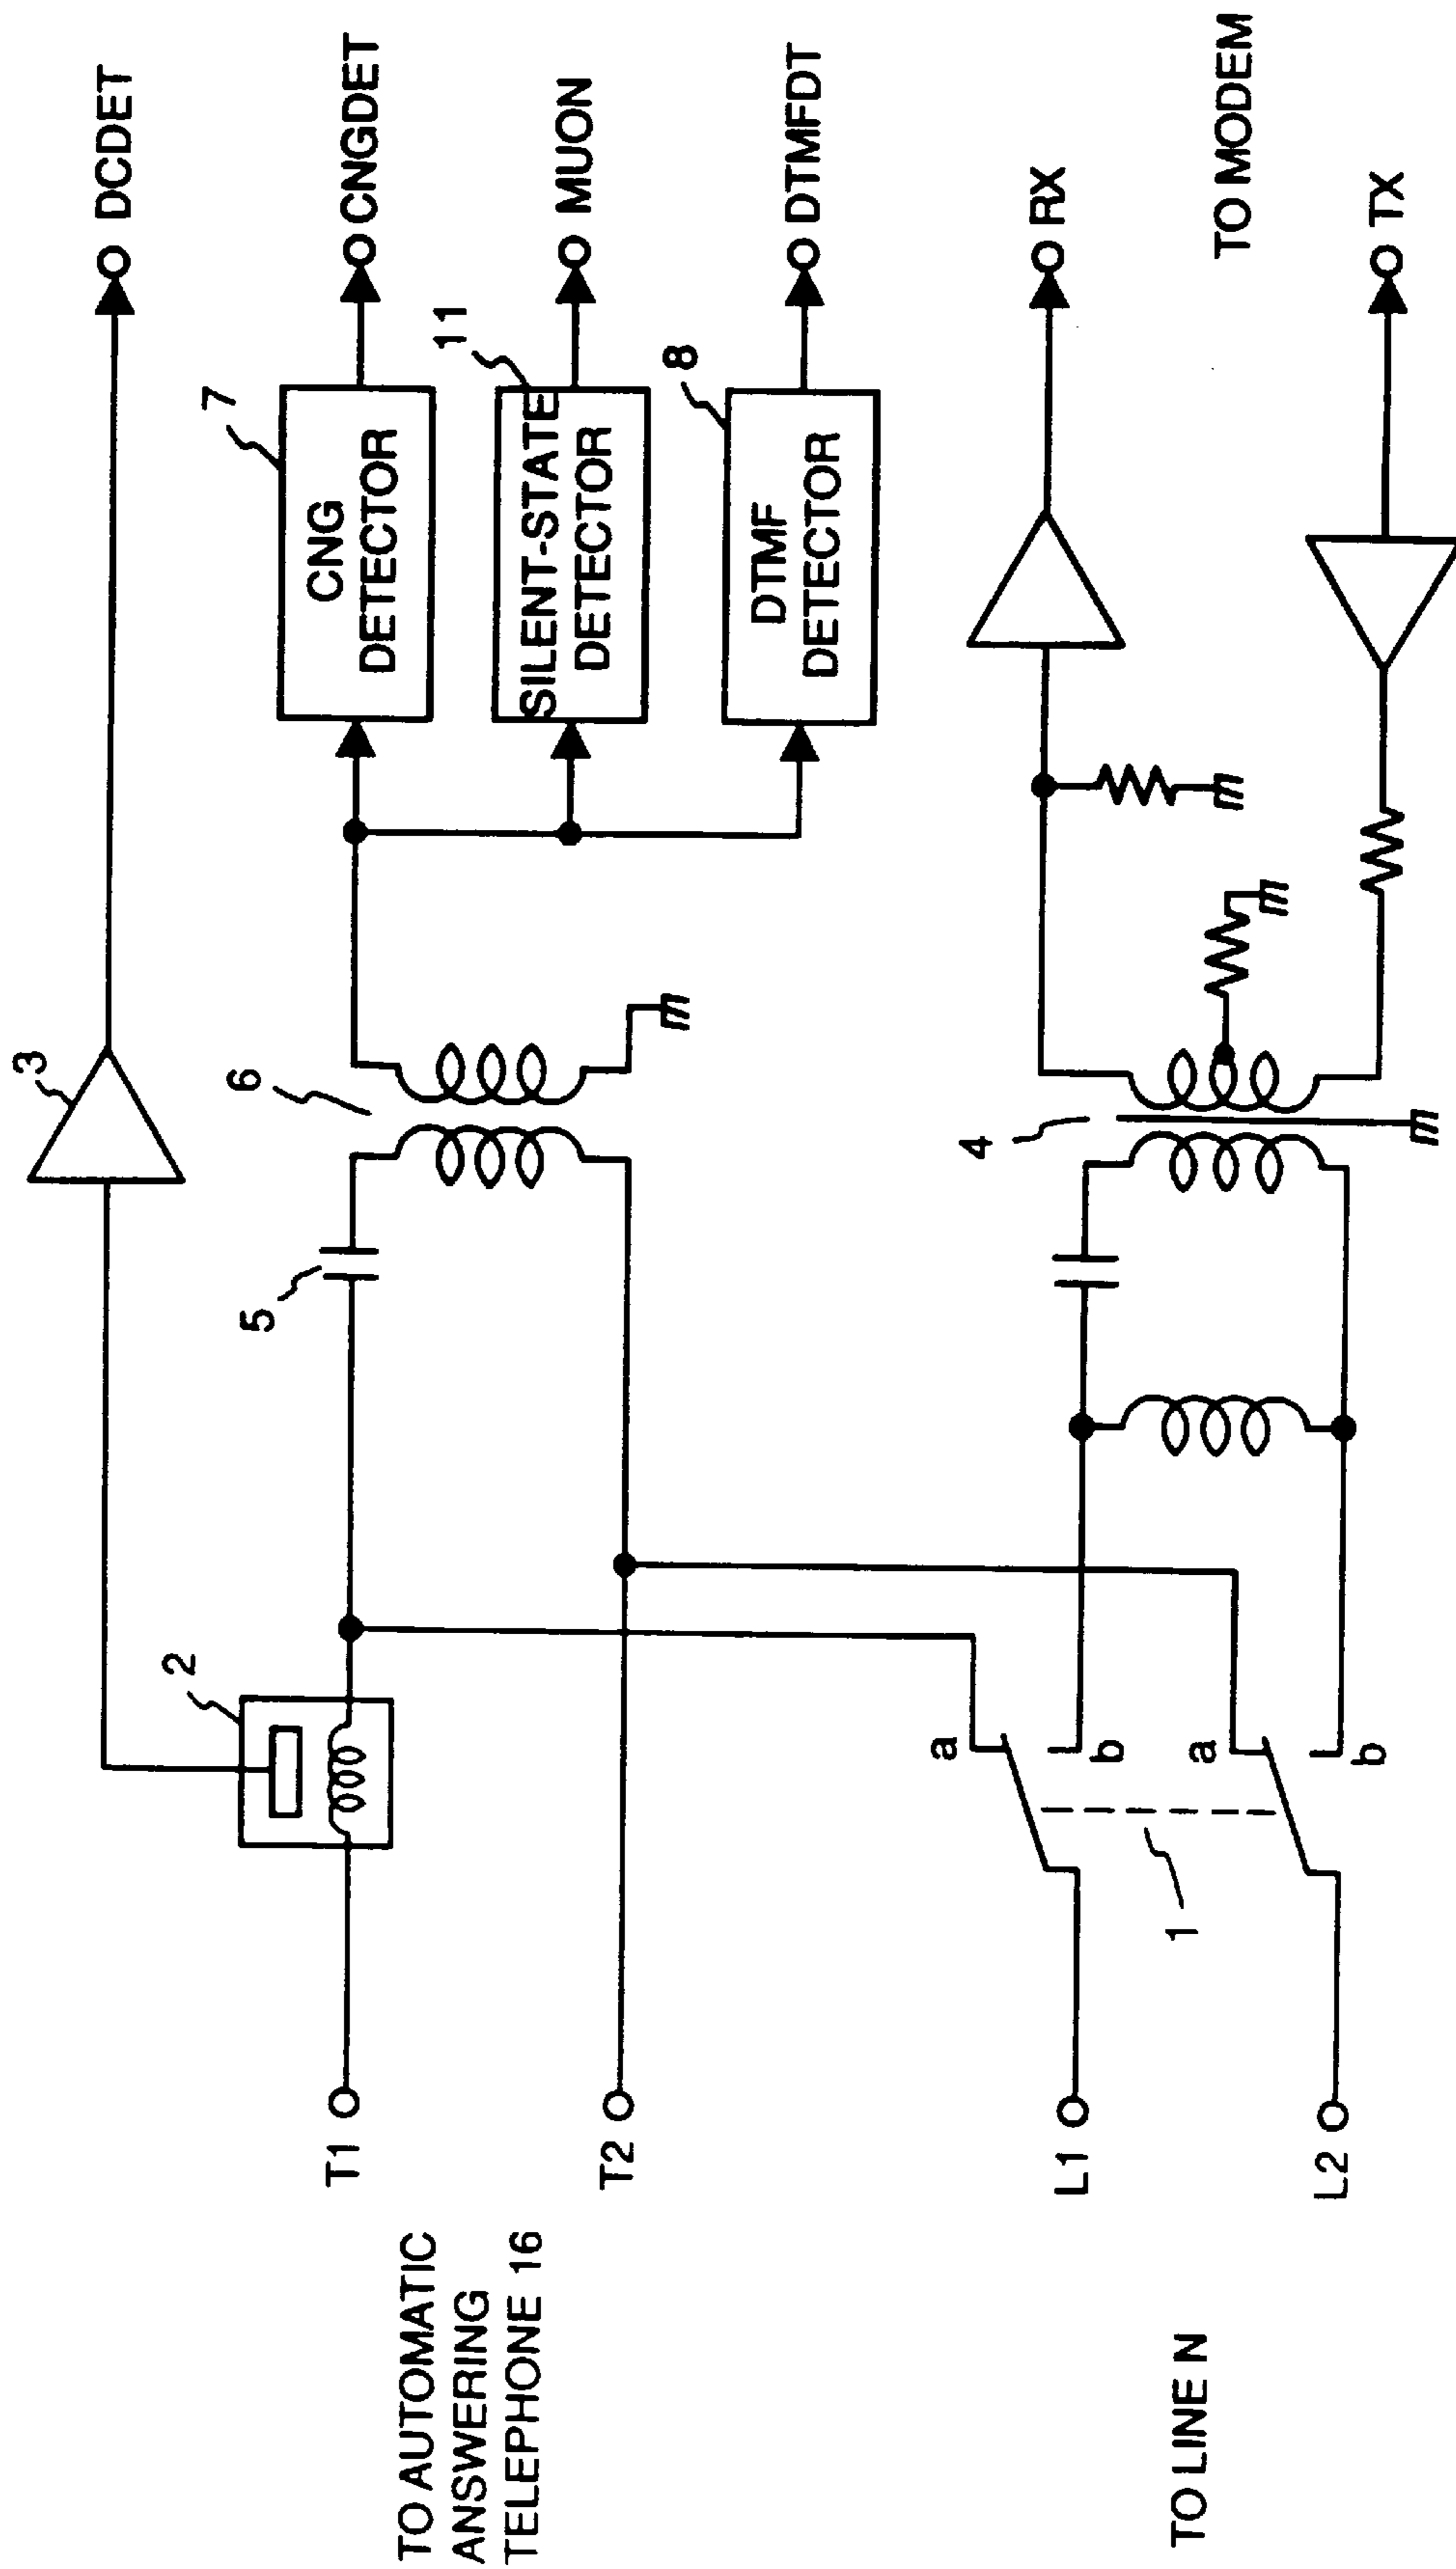 3
DCDET
2
5
6
7
CNG
DETECTOR
CNGDET
11
SILENT-STATE
DETECTOR
MUON
8
DTMF
DETECTOR
DTMFDT
T1
T2
TO AUTOMATIC
ANSWERING
TELEPHONE 16
a
b
a
b
1
4
L1
L2
TO LINE N
RX
TO MODEM
TX